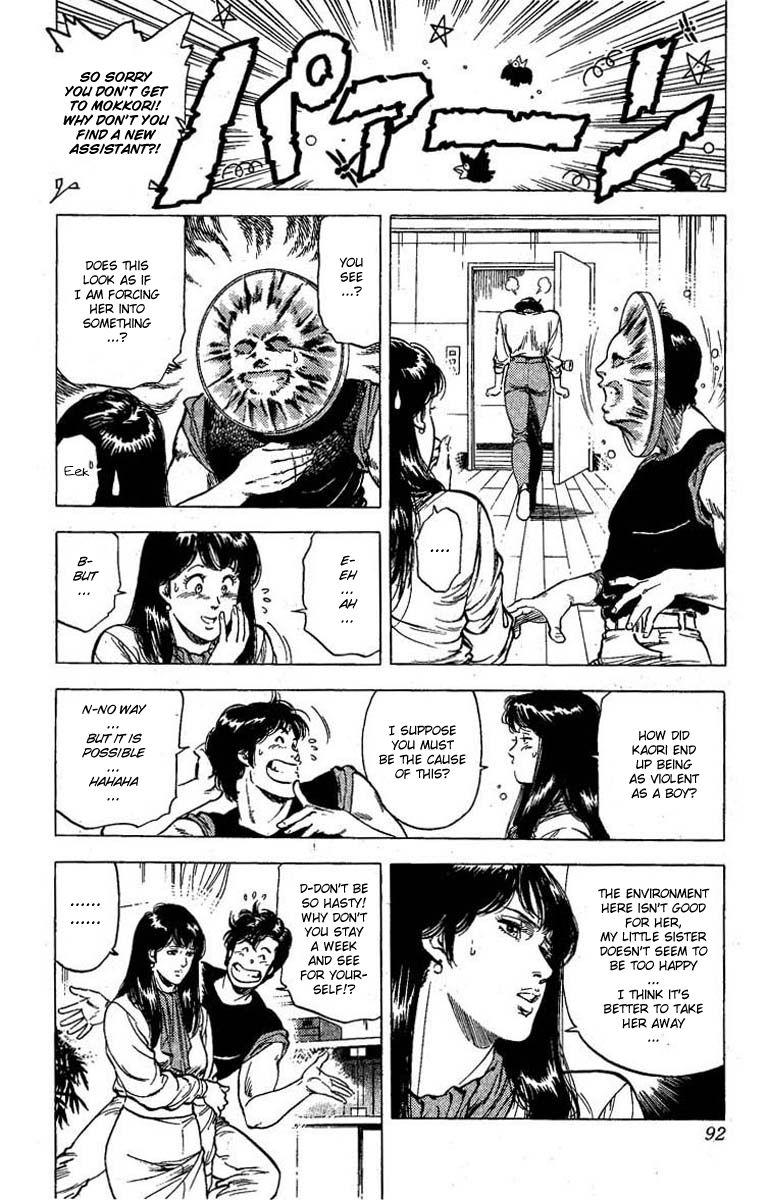 SO SORRY
YOU DON'T GET
TO MOKKORI!
WHY DON'T YOU
FIND A NEW
ASSISTANT?!
パァーン
....
YOU
SEE
...?
DOES THIS
LOOK AS IF
I AM FORCING
HER INTO
SOMETHING
...?
Eek
E-
EH
...
AH
...
B-
BUT
...
HOW DID
KAORI END
UP BEING
AS VIOLENT
AS A BOY?
I SUPPOSE
YOU MUST
BE THE CAUSE
OF THIS?
N-NO WAY
...
BUT IT IS
POSSIBLE
...
HAHAHA
...
THE ENVIRONMENT
HERE ISN'T GOOD
FOR HER,
MY LITTLE SISTER
DOESN'T SEEM TO
BE TOO HAPPY
...
I THINK IT'S
BETTER TO TAKE
HER AWAY
...
D-DON'T BE
SO HASTY!
WHY DON'T
YOU STAY
A WEEK
AND SEE
FOR YOUR-
SELF!?
......
......
92